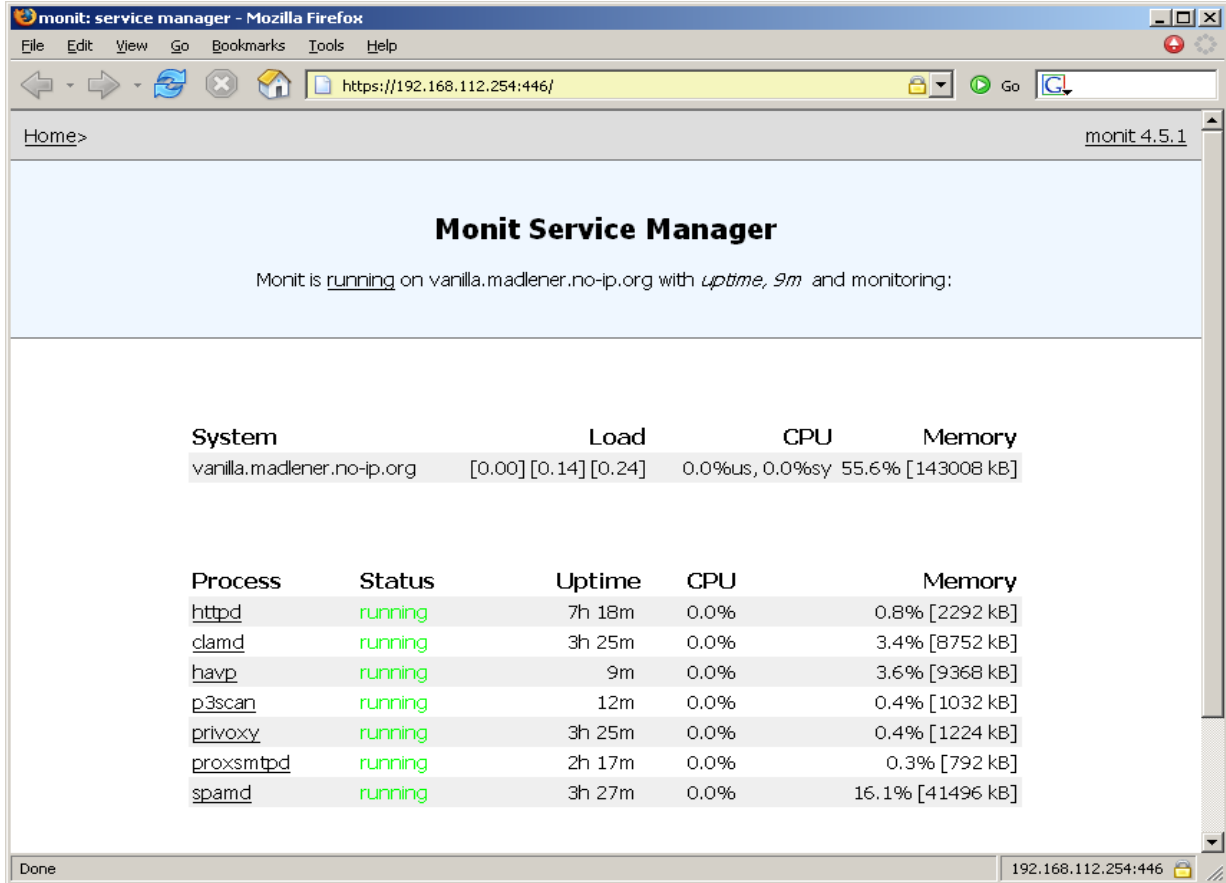 monit: service manager - Mozilla Firefox
File Edit View Go Bookmarks Tools Help
https://192.168.112.254:446/ Go G
Home> monit 4.5.1
Monit Service Manager
Monit is running on vanilla.madlener.no-ip.org with uptime, 9m and monitoring:
System Load CPU Memory
vanilla.madlener.no-ip.org [0.00] [0.14] [0.24] 0.0%us, 0.0%sy 55.6% [143008 kB]
Process Status Uptime CPU Memory
httpd running 7h 18m 0.0% 0.8% [2292 kB]
clamd running 3h 25m 0.0% 3.4% [8752 kB]
havp running 9m 0.0% 3.6% [9368 kB]
p3scan running 12m 0.0% 0.4% [1032 kB]
privoxy running 3h 25m 0.0% 0.4% [1224 kB]
proxsmtpd running 2h 17m 0.0% 0.3% [792 kB]
spamd running 3h 27m 0.0% 16.1% [41496 kB]
Done 192.168.112.254:446